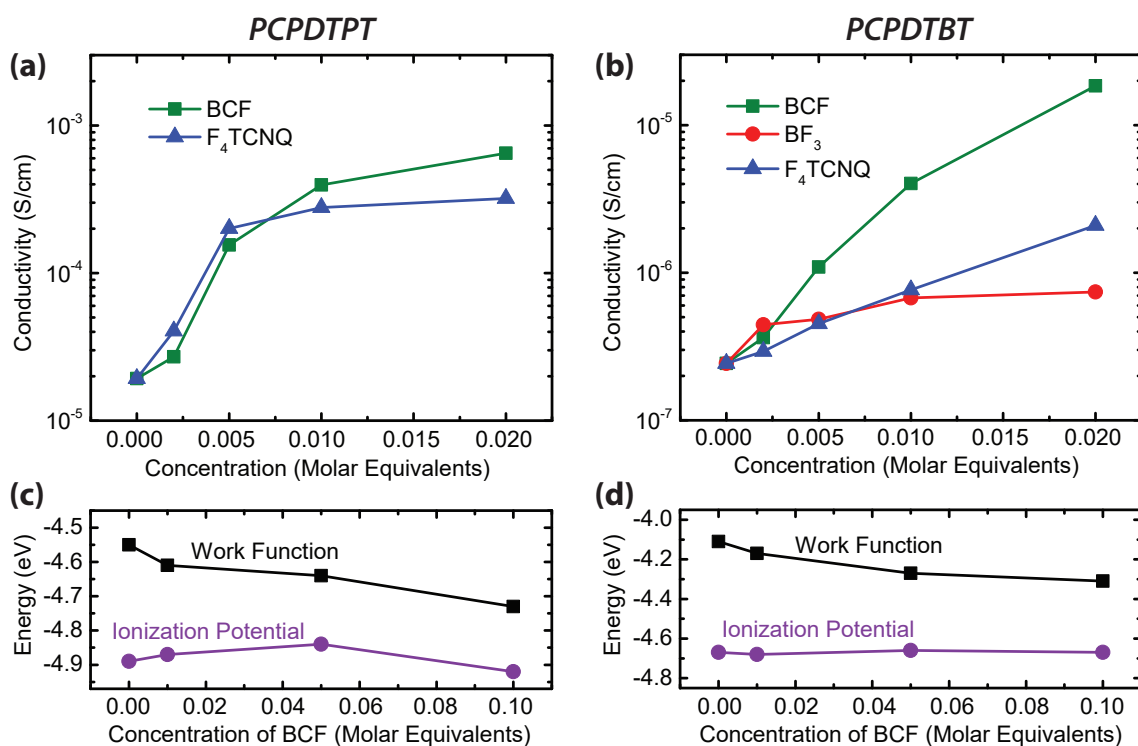 PCPDTPT
(a)
BCF
F₄TCNQ
Conductivity (S/cm)
10⁻³
10⁻⁴
10⁻⁵
0.000 0.005 0.010 0.015 0.020
Concentration (Molar Equivalents)
PCPDTBT
(b)
BCF
BF₃
F₄TCNQ
Conductivity (S/cm)
10⁻⁵
10⁻⁶
10⁻⁷
0.000 0.005 0.010 0.015 0.020
Concentration (Molar Equivalents)
(c)
Energy (eV)
-4.5
-4.6
-4.7
-4.8
-4.9
Work Function
Ionization Potential
0.00 0.02 0.04 0.06 0.08 0.10
Concentration of BCF (Molar Equivalents)
(d)
Energy (eV)
-4.0
-4.2
-4.4
-4.6
-4.8
Work Function
Ionization Potential
0.00 0.02 0.04 0.06 0.08 0.10
Concentration of BCF (Molar Equivalents)